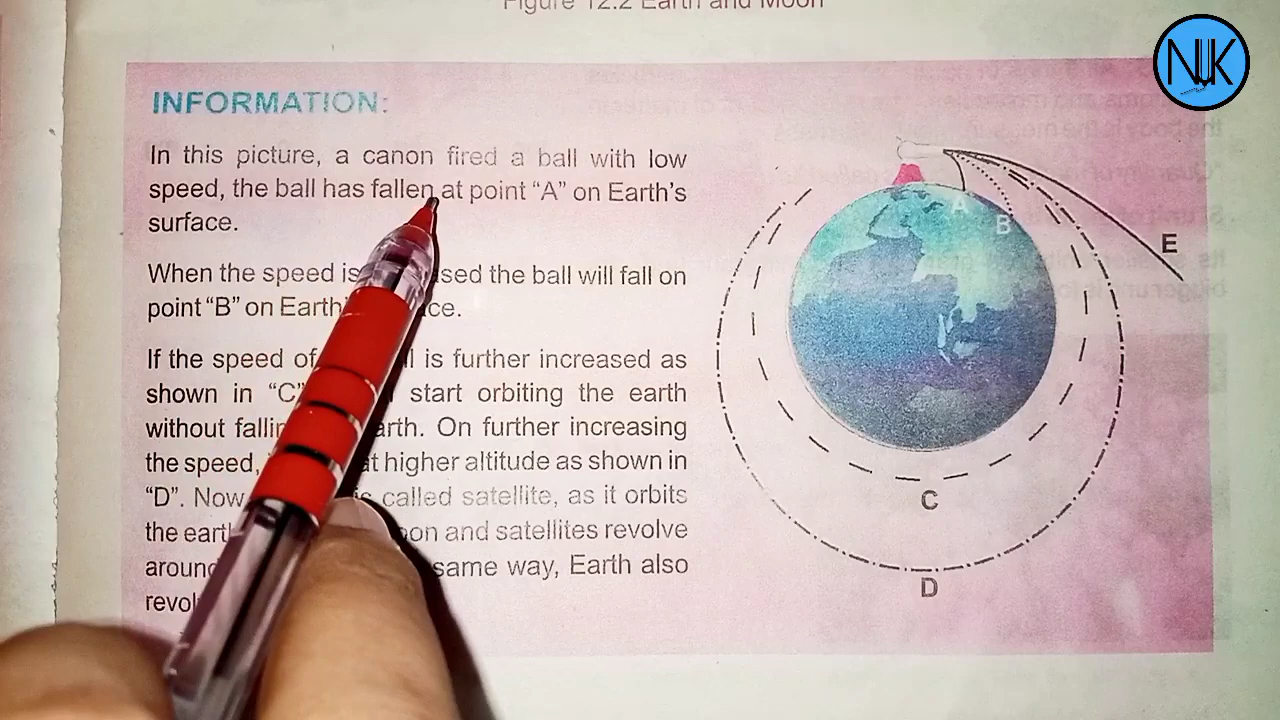 Figure 12.2 Earth and Moon
NK
INFORMATION:
In this picture, a canon fired a ball with low
speed, the ball has fallen at point “A” on Earth’s
surface.
When the speed is ased the ball will fall on
point “B” on Earth’ ce.
If the speed of l is further increased as
shown in “C” start orbiting the earth
without fallin arth. On further increasing
the speed, at higher altitude as shown in
“D”. Now is called satellite, as it orbits
the earth oon and satellites revolve
around same way, Earth also
revol
A
B
E
C
D